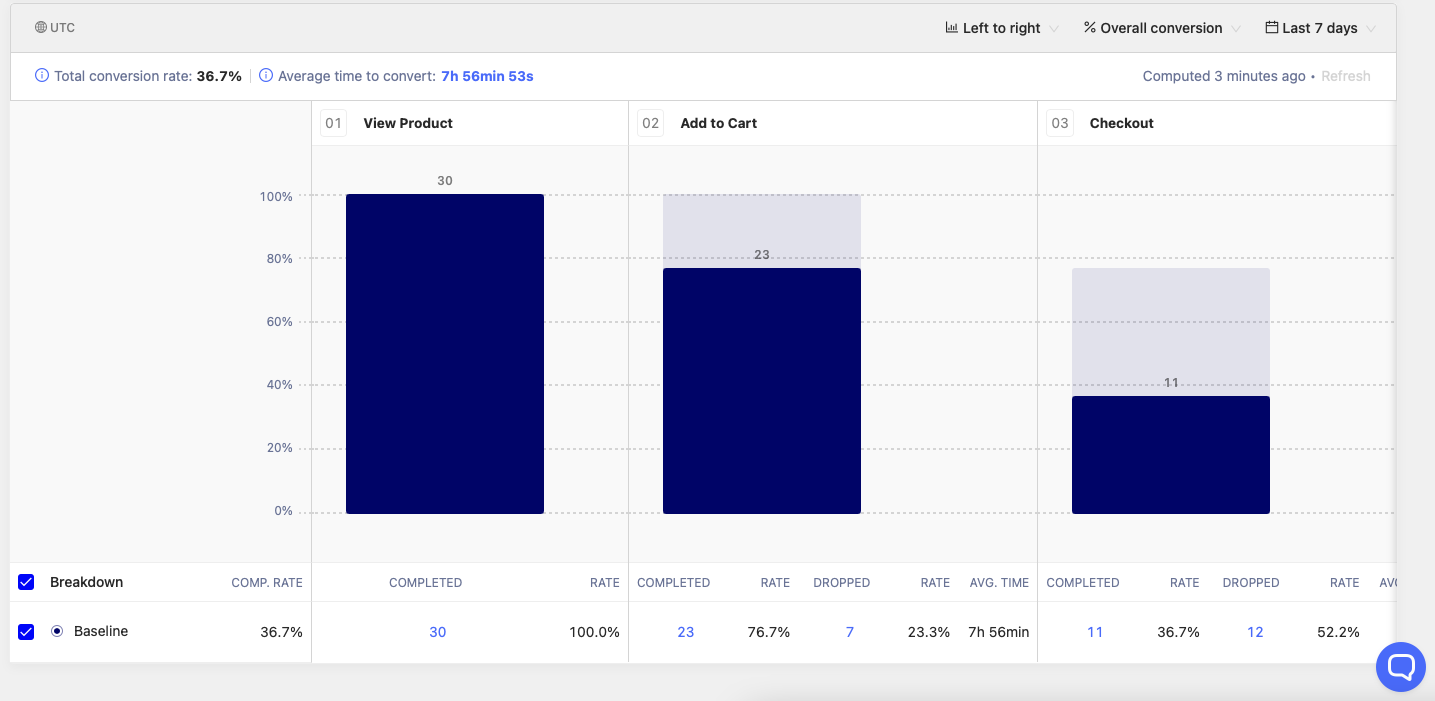 UTC Left to right Overall conversion Last 7 days
Total conversion rate: 36.7% Average time to convert: 7h 56min 53s Computed 3 minutes ago • Refresh
01 View Product 02 Add to Cart 03 Checkout
30
100%
23
80%
60%
11
40%
20%
0%
Breakdown COMP. RATE COMPLETED RATE COMPLETED RATE DROPPED RATE AVG. TIME COMPLETED RATE DROPPED RATE
Baseline 36.7% 30 100.0% 23 76.7% 7 23.3% 7h 56min 11 36.7% 12 52.2%